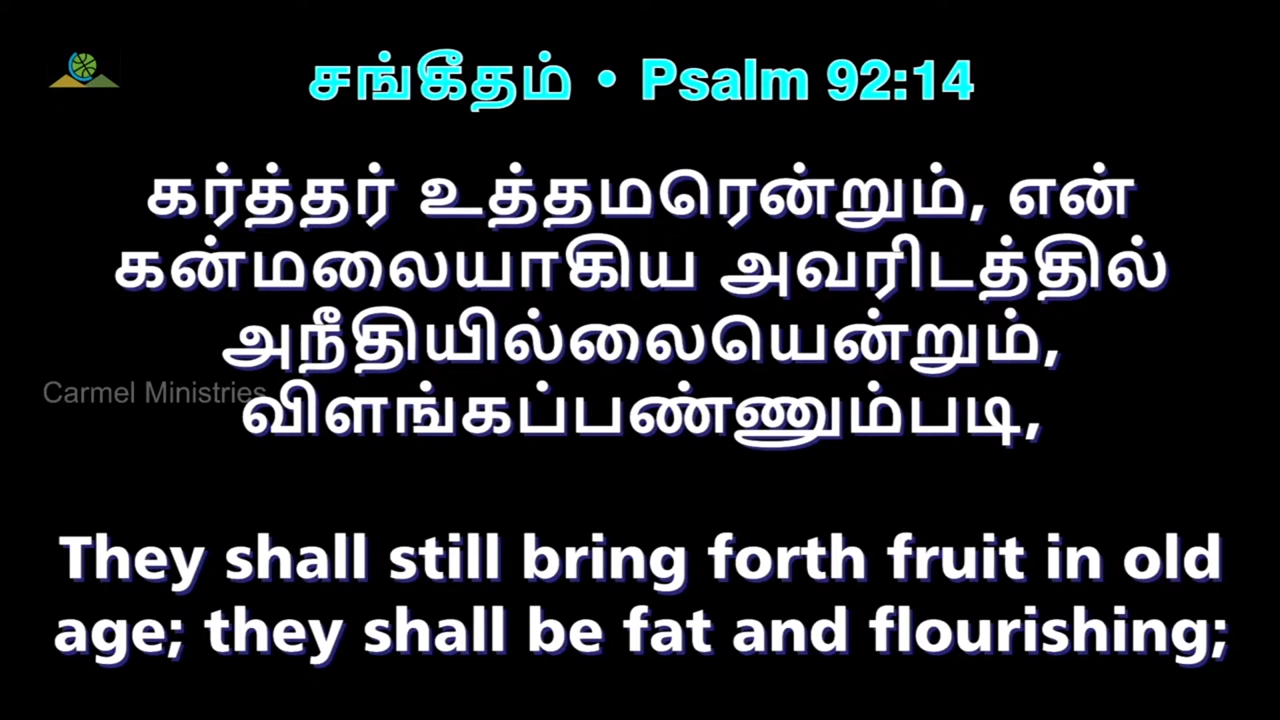 சங்கீதம் • Psalm 92:14
கர்த்தர் உத்தமரென்றும், என்
கன்மலையாகிய அவரிடத்தில்
அநீதியில்லையென்றும்,
Carmel Ministries
விளங்கப்பண்ணும்படி,
They shall still bring forth fruit in old
age; they shall be fat and flourishing;